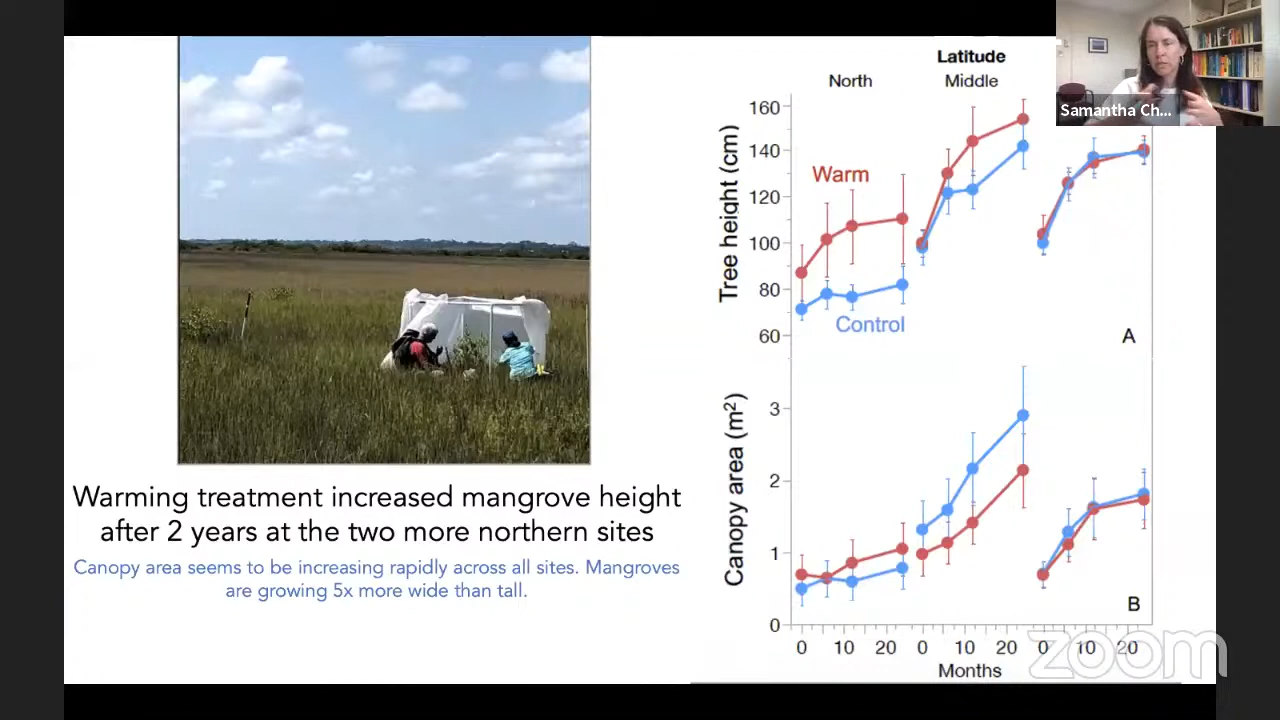 Latitude
North
Middle
Samantha Ch...
160
140
120
100
80
60
Tree height (cm)
Warm
Control
A
3
2
1
0
Canopy area (m²)
B
0 10 20 0 10 20 0 10 20
Months
Warming treatment increased mangrove height
after 2 years at the two more northern sites
Canopy area seems to be increasing rapidly across all sites. Mangroves
are growing 5x more wide than tall.
zoom